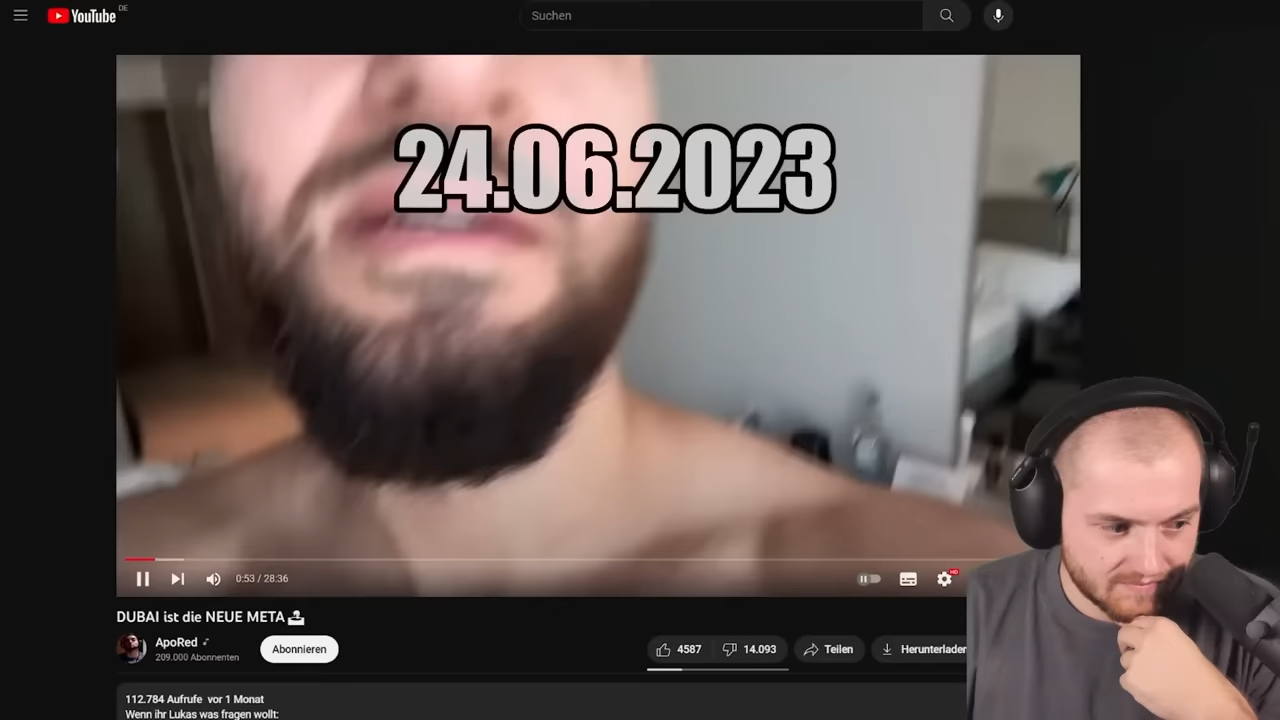 YouTube DE
Suchen
24.06.2023
0:53 / 28:36
HD
DUBAI ist die NEUE META
ApoRed
209.000 Abonnenten
Abonnieren
4587
14.093
Teilen
Herunterladen
112.784 Aufrufe vor 1 Monat
Wenn ihr Lukas was fragen wollt: